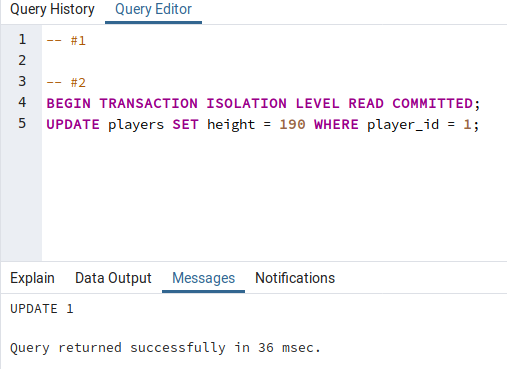 Query History Query Editor
1 -- #1
2
3 -- #2
4 BEGIN TRANSACTION ISOLATION LEVEL READ COMMITTED;
5 UPDATE players SET height = 190 WHERE player_id = 1;
Explain Data Output Messages Notifications
UPDATE 1
Query returned successfully in 36 msec.